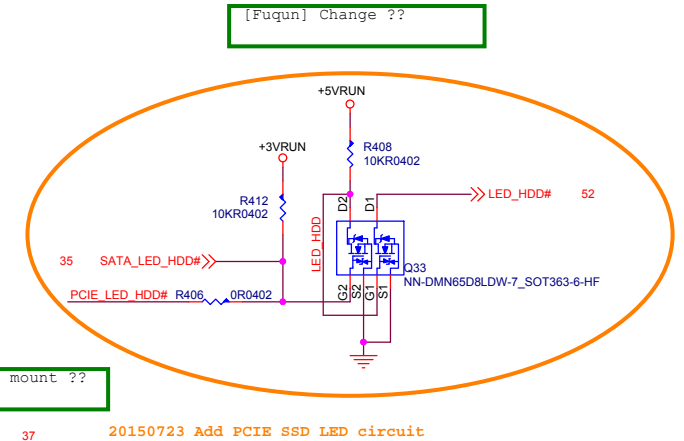 [Fuqun] Change ??
+5VRUN
+3VRUN
R408
10KR0402
R412
10KR0402
D2
D1
LED_HDD# 52
LED_HDD
35 SATA_LED_HDD#
Q33
NN-DMN65D8LDW-7_SOT363-6-HF
PCIE_LED_HDD# R406 0R0402
G2
S2
G1
S1
mount ??
37
20150723 Add PCIE SSD LED circuit